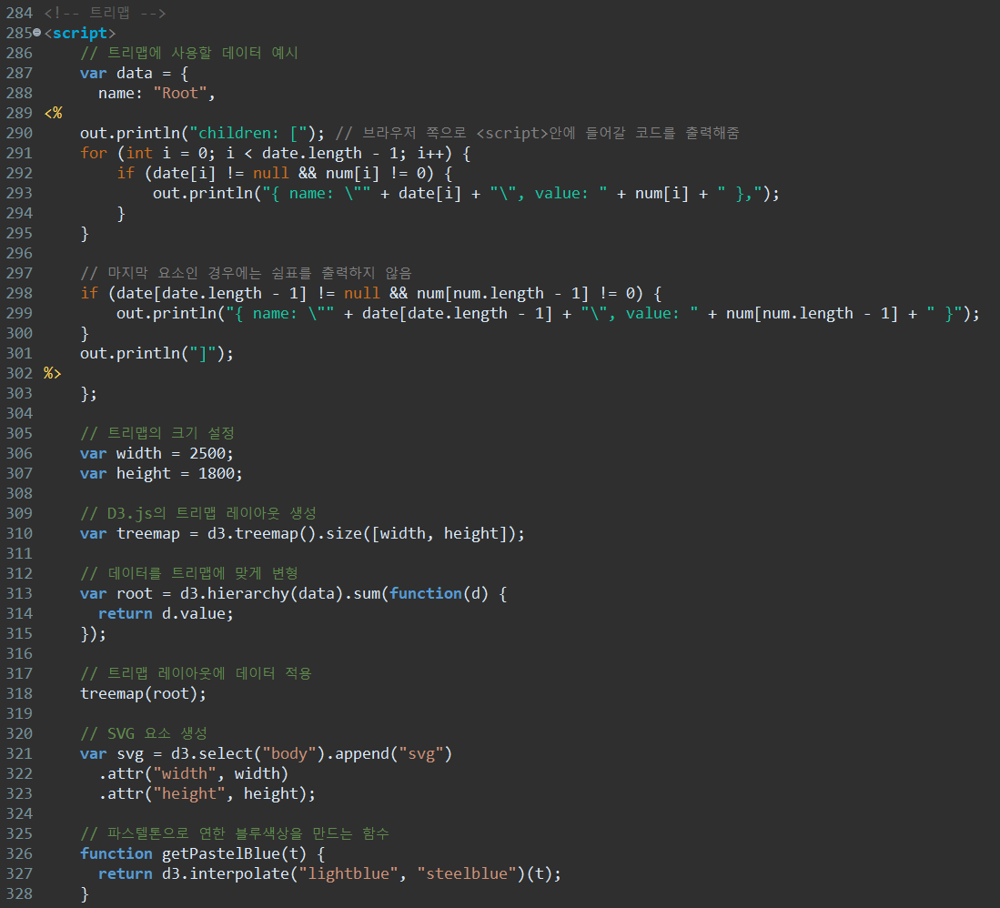 284 <!-- 트리맵 -->
285 <script>
286     // 트리맵에 사용할 데이터 예시
287     var data = {
288       name: "Root",
289 <%
290     out.println("children: ["); // 브라우저 쪽으로 <script>안에 들어갈 코드를 출력해줌
291     for (int i = 0; i < date.length - 1; i++) {
292         if (date[i] != null && num[i] != 0) {
293             out.println("{ name: \"" + date[i] + "\", value: " + num[i] + " },");
294         }
295     }
296
297     // 마지막 요소인 경우에는 쉼표를 출력하지 않음
298     if (date[date.length - 1] != null && num[num.length - 1] != 0) {
299         out.println("{ name: \"" + date[date.length - 1] + "\", value: " + num[num.length - 1] + " }");
300     }
301     out.println("]");
302 %>
303     };
304
305     // 트리맵의 크기 설정
306     var width = 2500;
307     var height = 1800;
308
309     // D3.js의 트리맵 레이아웃 생성
310     var treemap = d3.treemap().size([width, height]);
311
312     // 데이터를 트리맵에 맞게 변형
313     var root = d3.hierarchy(data).sum(function(d) {
314       return d.value;
315     });
316
317     // 트리맵 레이아웃에 데이터 적용
318     treemap(root);
319
320     // SVG 요소 생성
321     var svg = d3.select("body").append("svg")
322       .attr("width", width)
323       .attr("height", height);
324
325     // 파스텔톤으로 연한 블루색상을 만드는 함수
326     function getPastelBlue(t) {
327       return d3.interpolate("lightblue", "steelblue")(t);
328     }